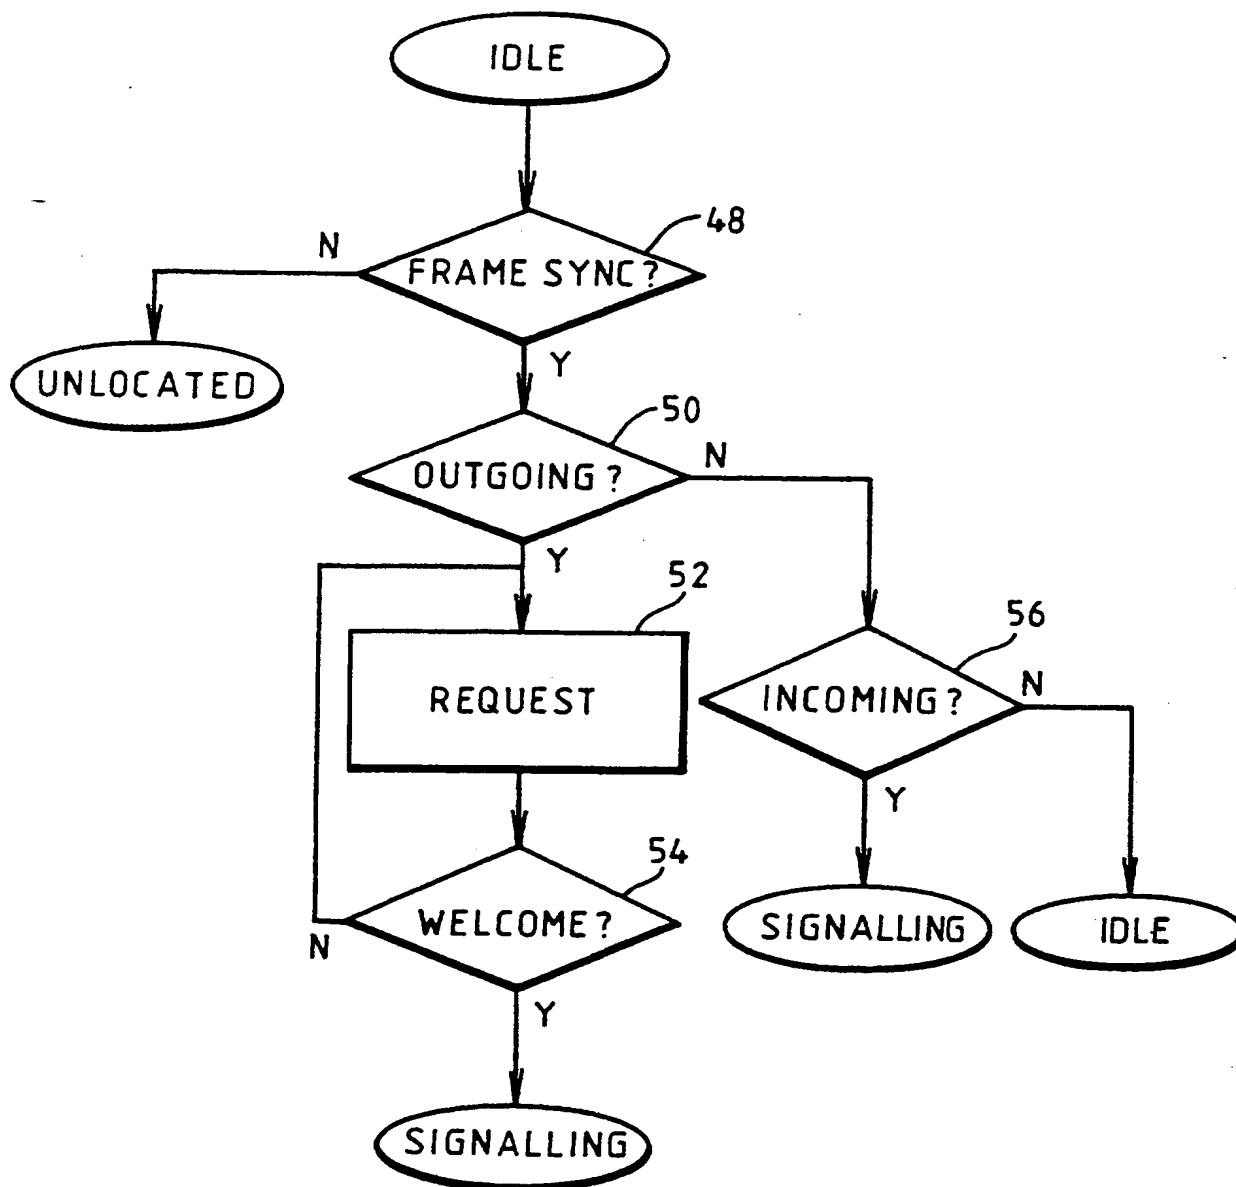 IDLE
48
N
FRAME SYNC?
Y
UNLOCATED
50
N
OUTGOING?
Y
52
56
REQUEST
INCOMING?
N
Y
54
WELCOME?
N
SIGNALLING
IDLE
Y
SIGNALLING